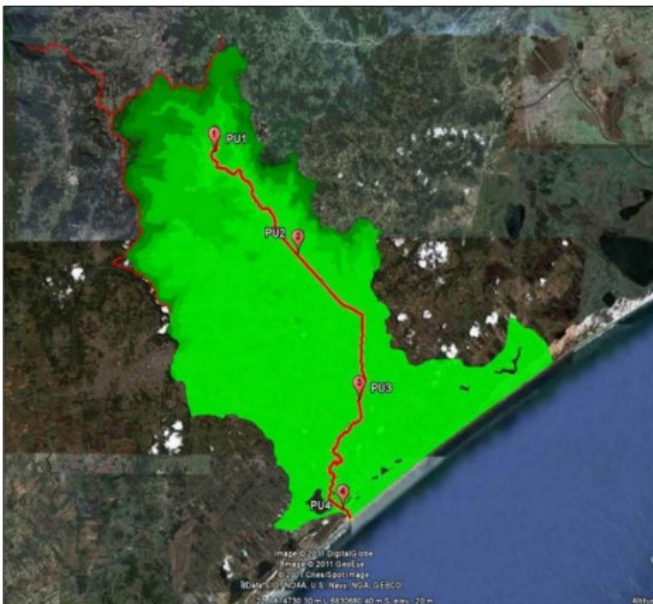 1
PU1
PU2
2
3
PU3
4
PU4
Image © 2011 DigitalGlobe
Image © 2011 GeoEye
© 2011 Cnes/Spot Image
Data SIO, NOAA, U.S. Navy, NGA, GEBCO